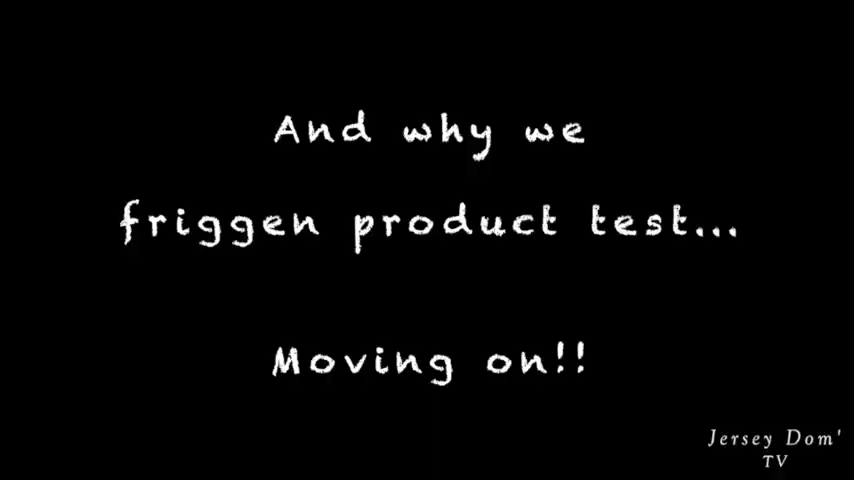 And why we
friggen product test...
Moving on!!
Jersey Dom'
TV